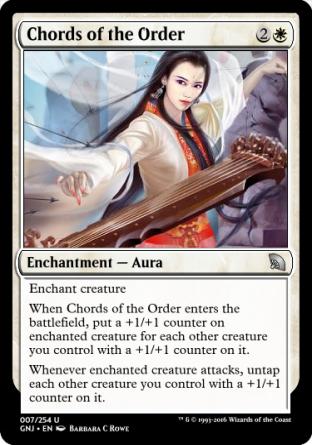 Chords of the Order 2
Enchantment — Aura
Enchant creature
When Chords of the Order enters the
battlefield, put a +1/+1 counter on
enchanted creature for each other creature
you control with a +1/+1 counter on it.
Whenever enchanted creature attacks, untap
each other creature you control with a +1/+1
counter on it.
007/254 U
GNJ • EN Barbara C Rowe
™ & © 1993-2016 Wizards of the Coast